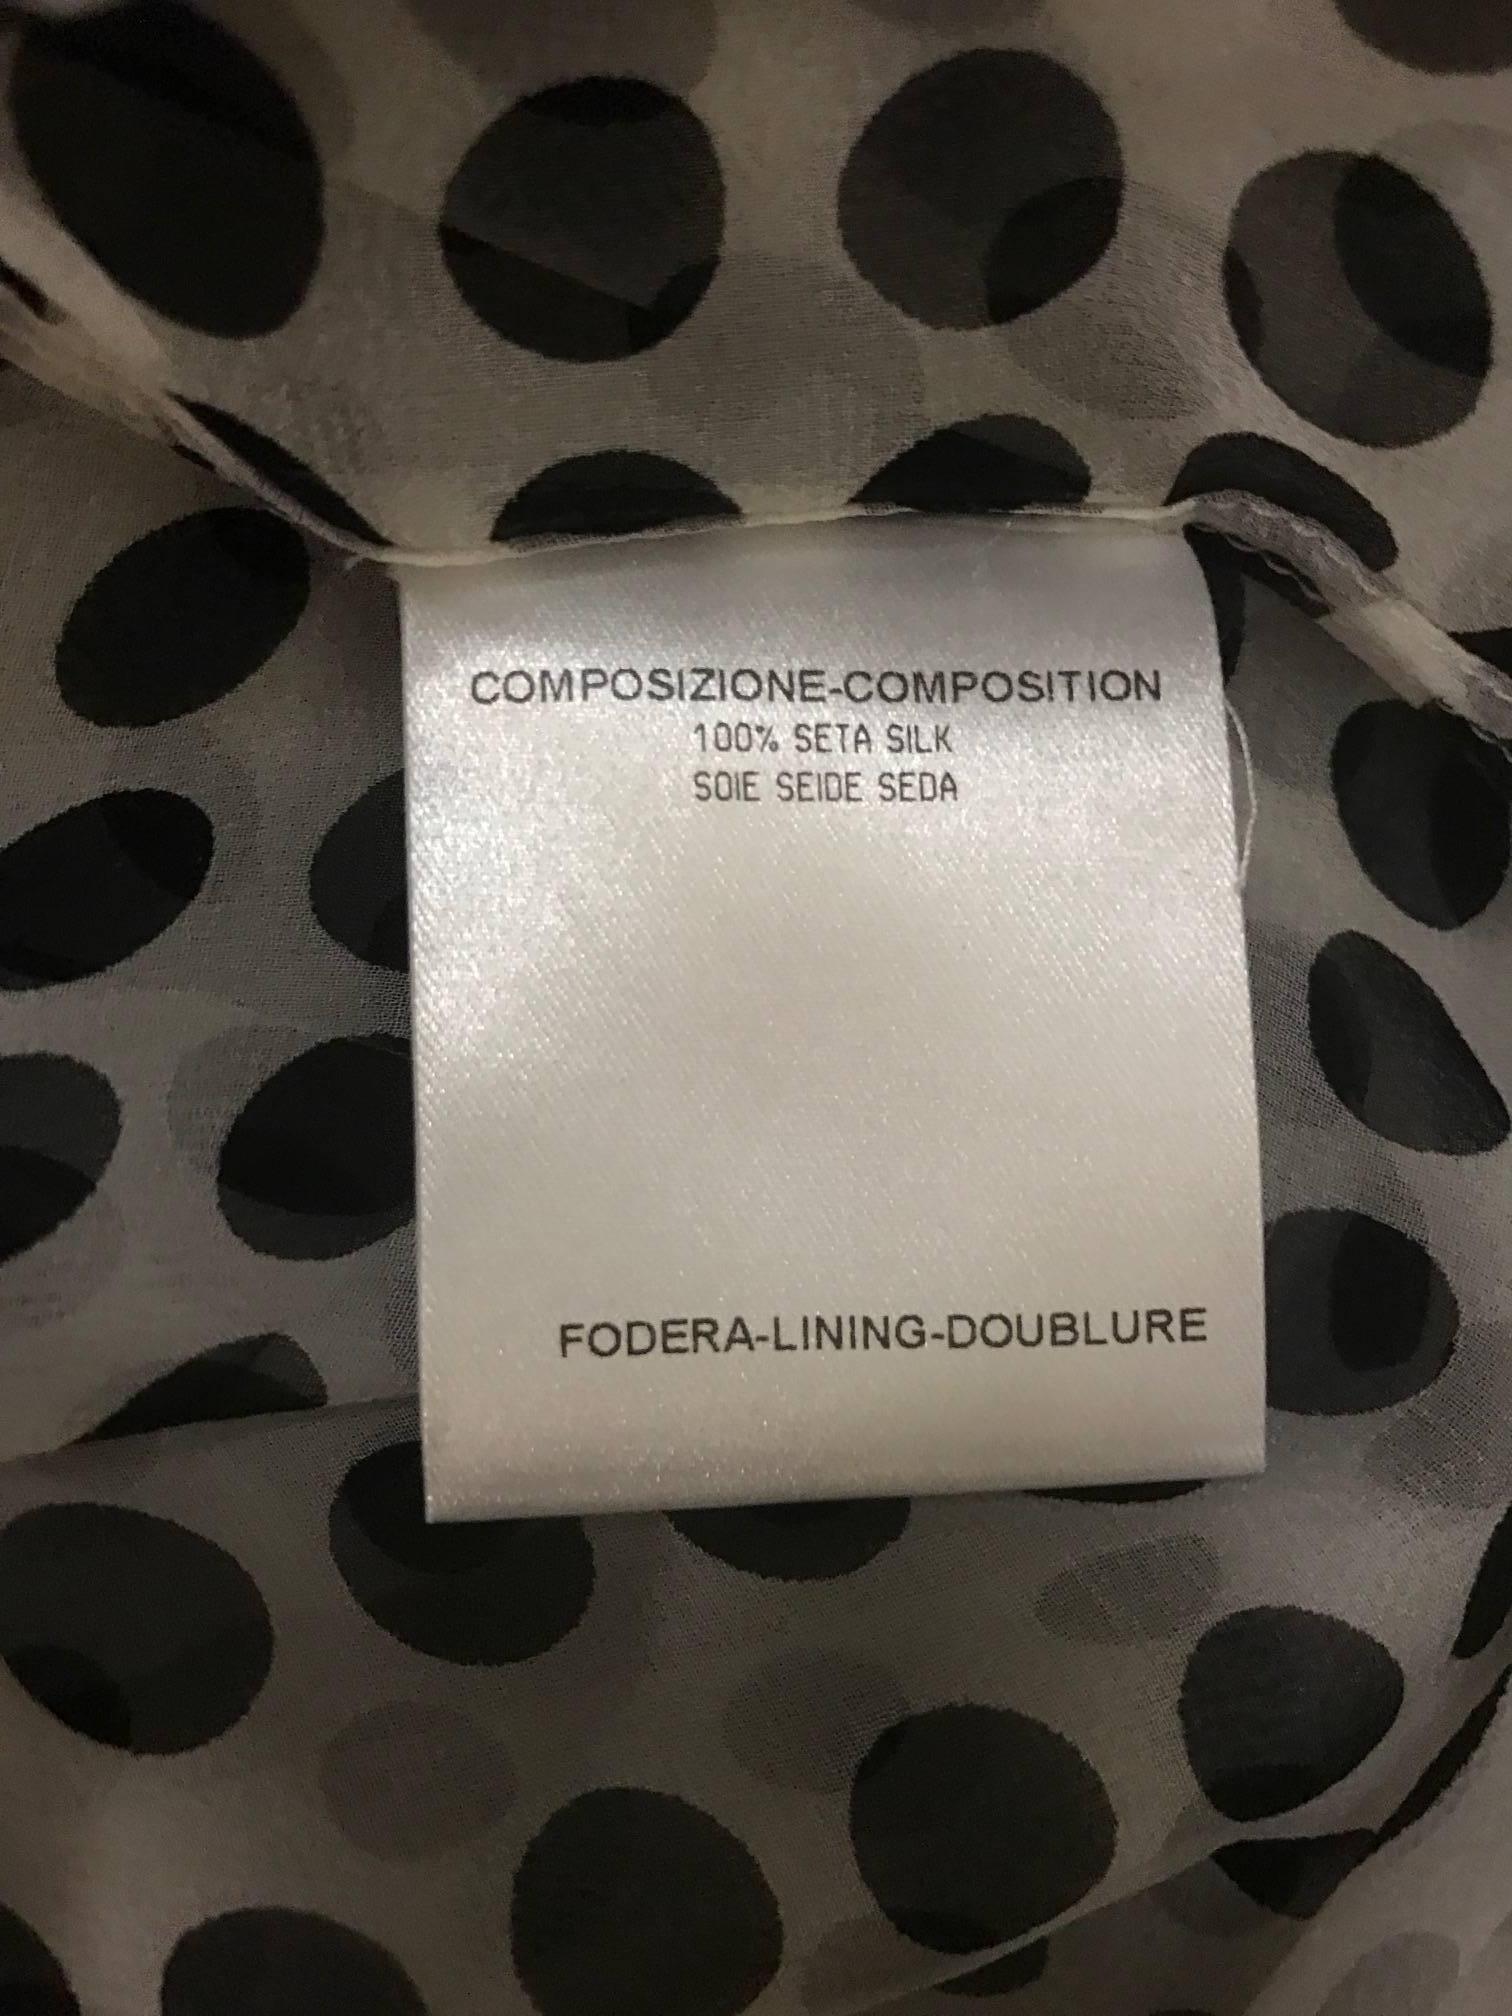 COMPOSIZIONE-COMPOSITION
100% SETA SILK
SOIE SEIDE SEDA
FODERA-LINING-DOUBLURE